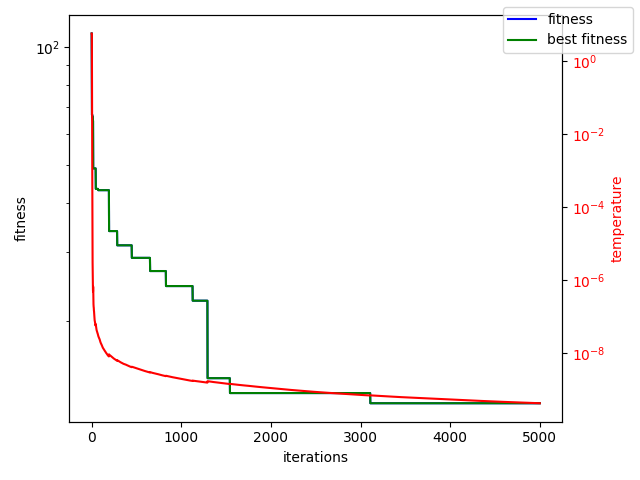 fitness
best fitness
10²
10⁰
10⁻²
10⁻⁴
10⁻⁶
10⁻⁸
fitness
temperature
0
1000
2000
3000
4000
5000
iterations